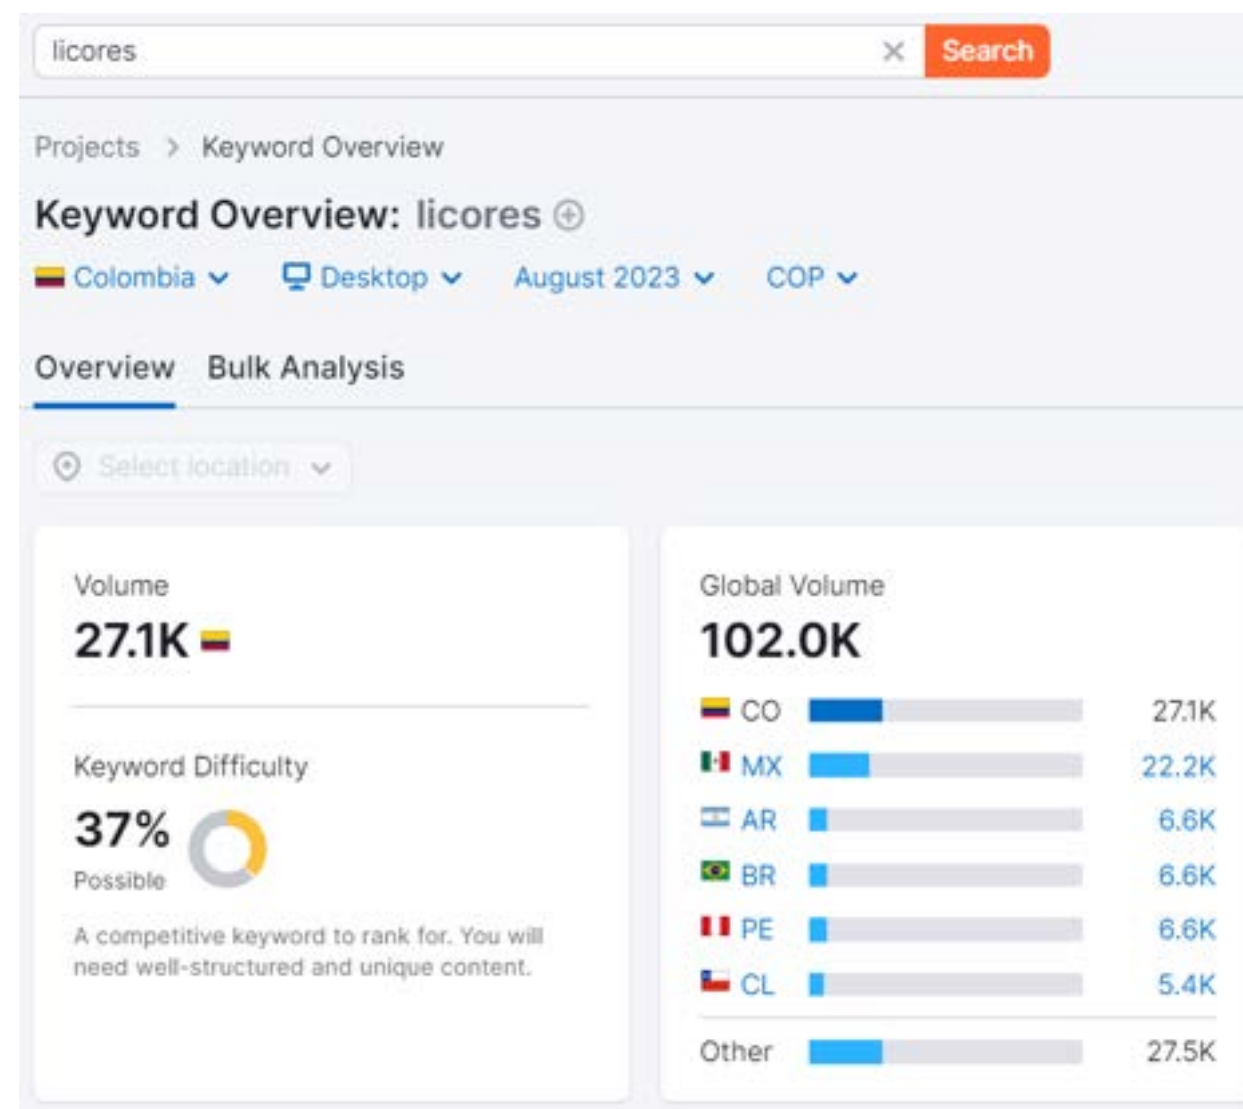 licores
Search
Projects > Keyword Overview
Keyword Overview: licores
Colombia Desktop August 2023 COP
Overview Bulk Analysis
Select location
Volume
27.1K
Keyword Difficulty
37%
Possible
A competitive keyword to rank for. You will
need well-structured and unique content.
Global Volume
102.0K
CO 27.1K
MX 22.2K
AR 6.6K
BR 6.6K
PE 6.6K
CL 5.4K
Other 27.5K